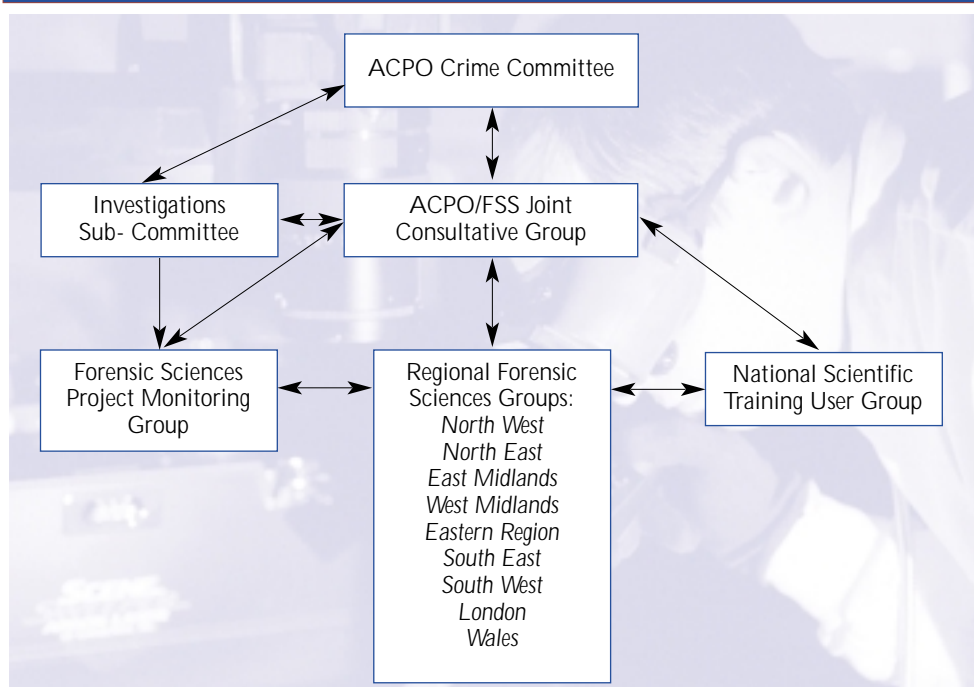 ACPO Crime Committee
Investigations
Sub- Committee
ACPO/FSS Joint
Consultative Group
Forensic Sciences
Project Monitoring
Group
Regional Forensic
Sciences Groups:
North West
North East
East Midlands
West Midlands
Eastern Region
South East
South West
London
Wales
National Scientific
Training User Group